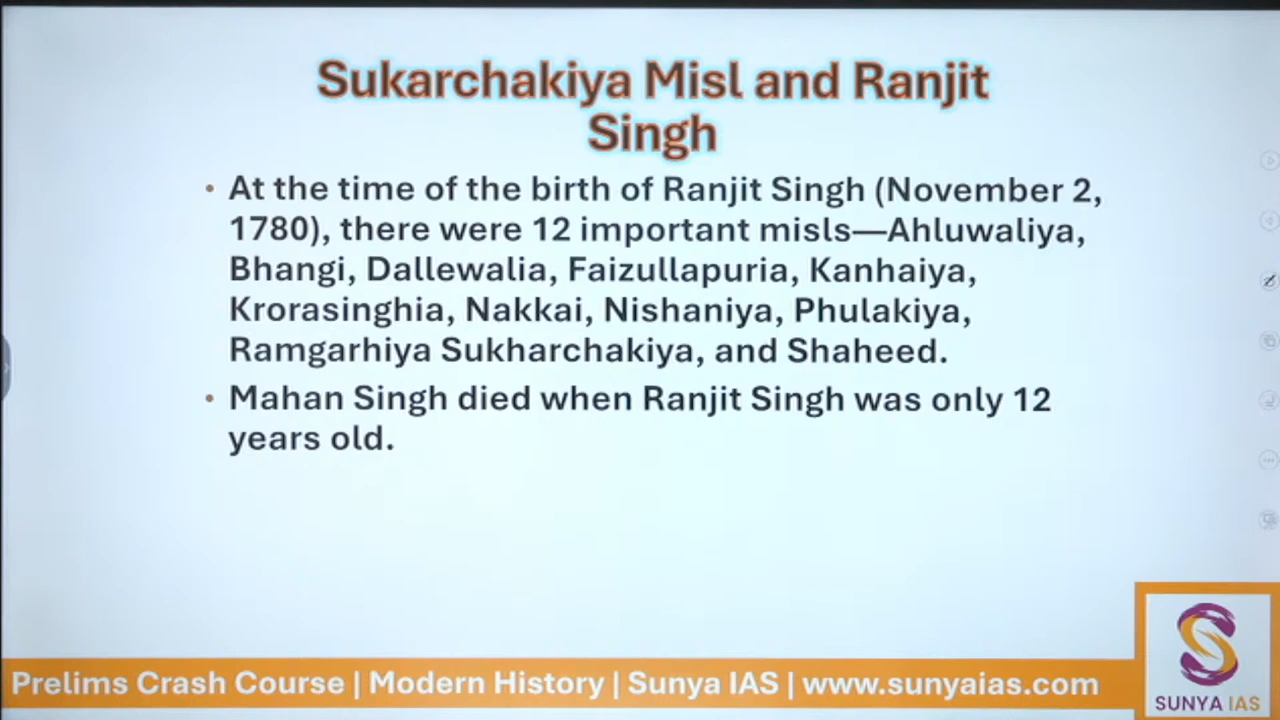 Sukarchakiya Misl and Ranjit
Singh
• At the time of the birth of Ranjit Singh (November 2,
1780), there were 12 important misls—Ahluwaliya,
Bhangi, Dallewalia, Faizullapuria, Kanhaiya,
Krorasinghia, Nakkai, Nishaniya, Phulakiya,
Ramgarhiya Sukharchakiya, and Shaheed.
• Mahan Singh died when Ranjit Singh was only 12
years old.
Prelims Crash Course | Modern History | Sunya IAS | www.sunyaias.com
SUNYA IAS